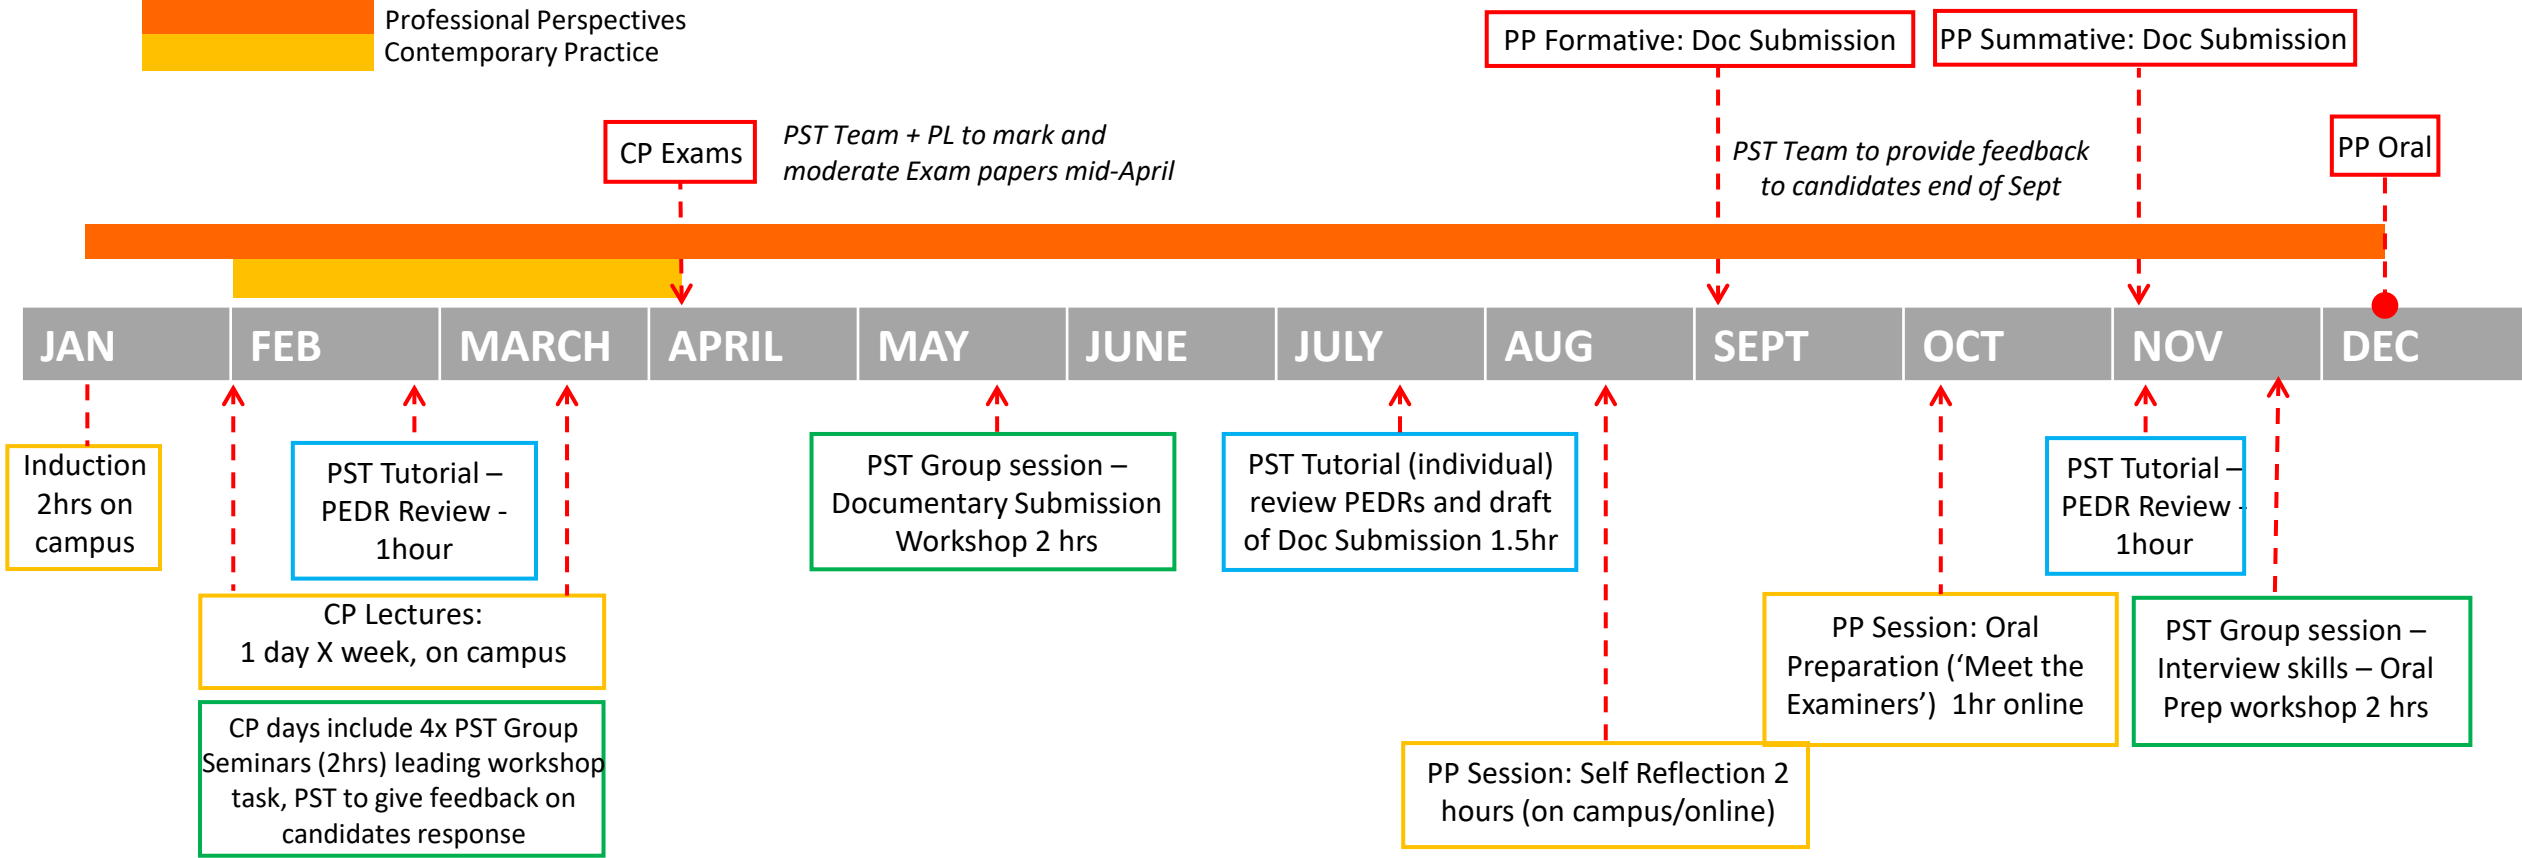 Professional Perspectives
Contemporary Practice
PP Formative: Doc Submission
PP Summative: Doc Submission
CP Exams
PST Team + PL to mark and
moderate Exam papers mid-April
PST Team to provide feedback
to candidates end of Sept
PP Oral
JAN
FEB
MARCH
APRIL
MAY
JUNE
JULY
AUG
SEPT
OCT
NOV
DEC
Induction
2hrs on
campus
PST Tutorial –
PEDR Review -
1hour
PST Group session –
Documentary Submission
Workshop 2 hrs
PST Tutorial (individual)
review PEDRs and draft
of Doc Submission 1.5hr
PST Tutorial –
PEDR Review -
1hour
CP Lectures:
1 day X week, on campus
CP days include 4x PST Group
Seminars (2hrs) leading workshop
task, PST to give feedback on
candidates response
PP Session: Self Reflection 2
hours (on campus/online)
PP Session: Oral
Preparation (‘Meet the
Examiners’)  1hr online
PST Group session –
Interview skills – Oral
Prep workshop 2 hrs